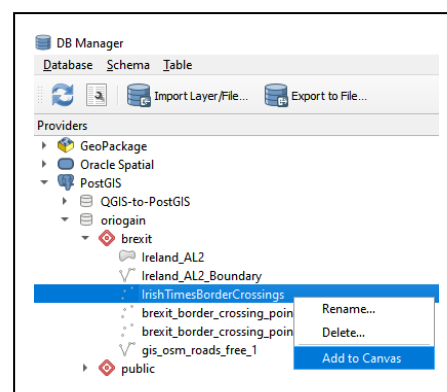 DB Manager
Database Schema Table
Import Layer/File... Export to File...
Providers
GeoPackage
Oracle Spatial
PostGIS
QGIS-to-PostGIS
oriogain
brexit
Ireland_AL2
Ireland_AL2_Boundary
IrishTimesBorderCrossings
brexit_border_crossing_poin
Rename...
brexit_border_crossing_poin
Delete...
gis_osm_roads_free_1
Add to Canvas
public